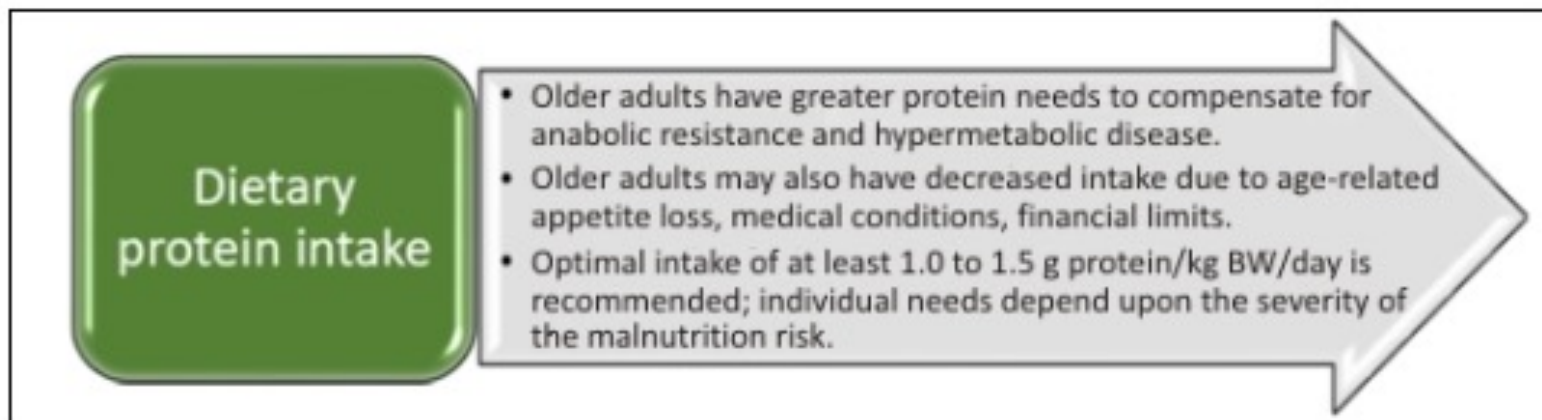 Dietary
protein intake
• Older adults have greater protein needs to compensate for
anabolic resistance and hypermetabolic disease.
• Older adults may also have decreased intake due to age-related
appetite loss, medical conditions, financial limits.
• Optimal intake of at least 1.0 to 1.5 g protein/kg BW/day is
recommended; individual needs depend upon the severity of
the malnutrition risk.